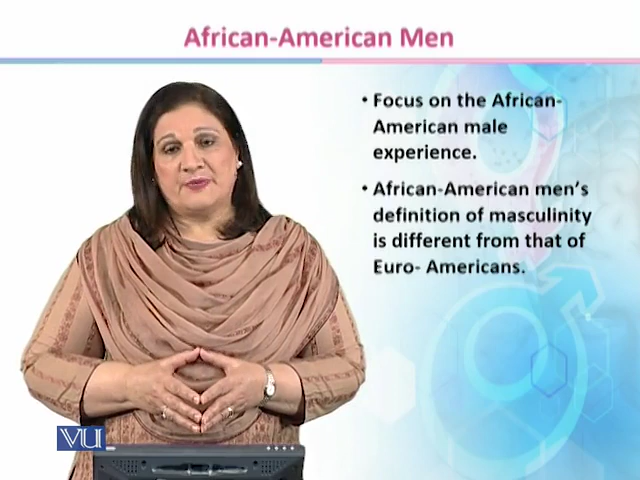 African-American Men
• Focus on the African-
American male
experience.
• African-American men's
definition of masculinity
is different from that of
Euro- Americans.
VU